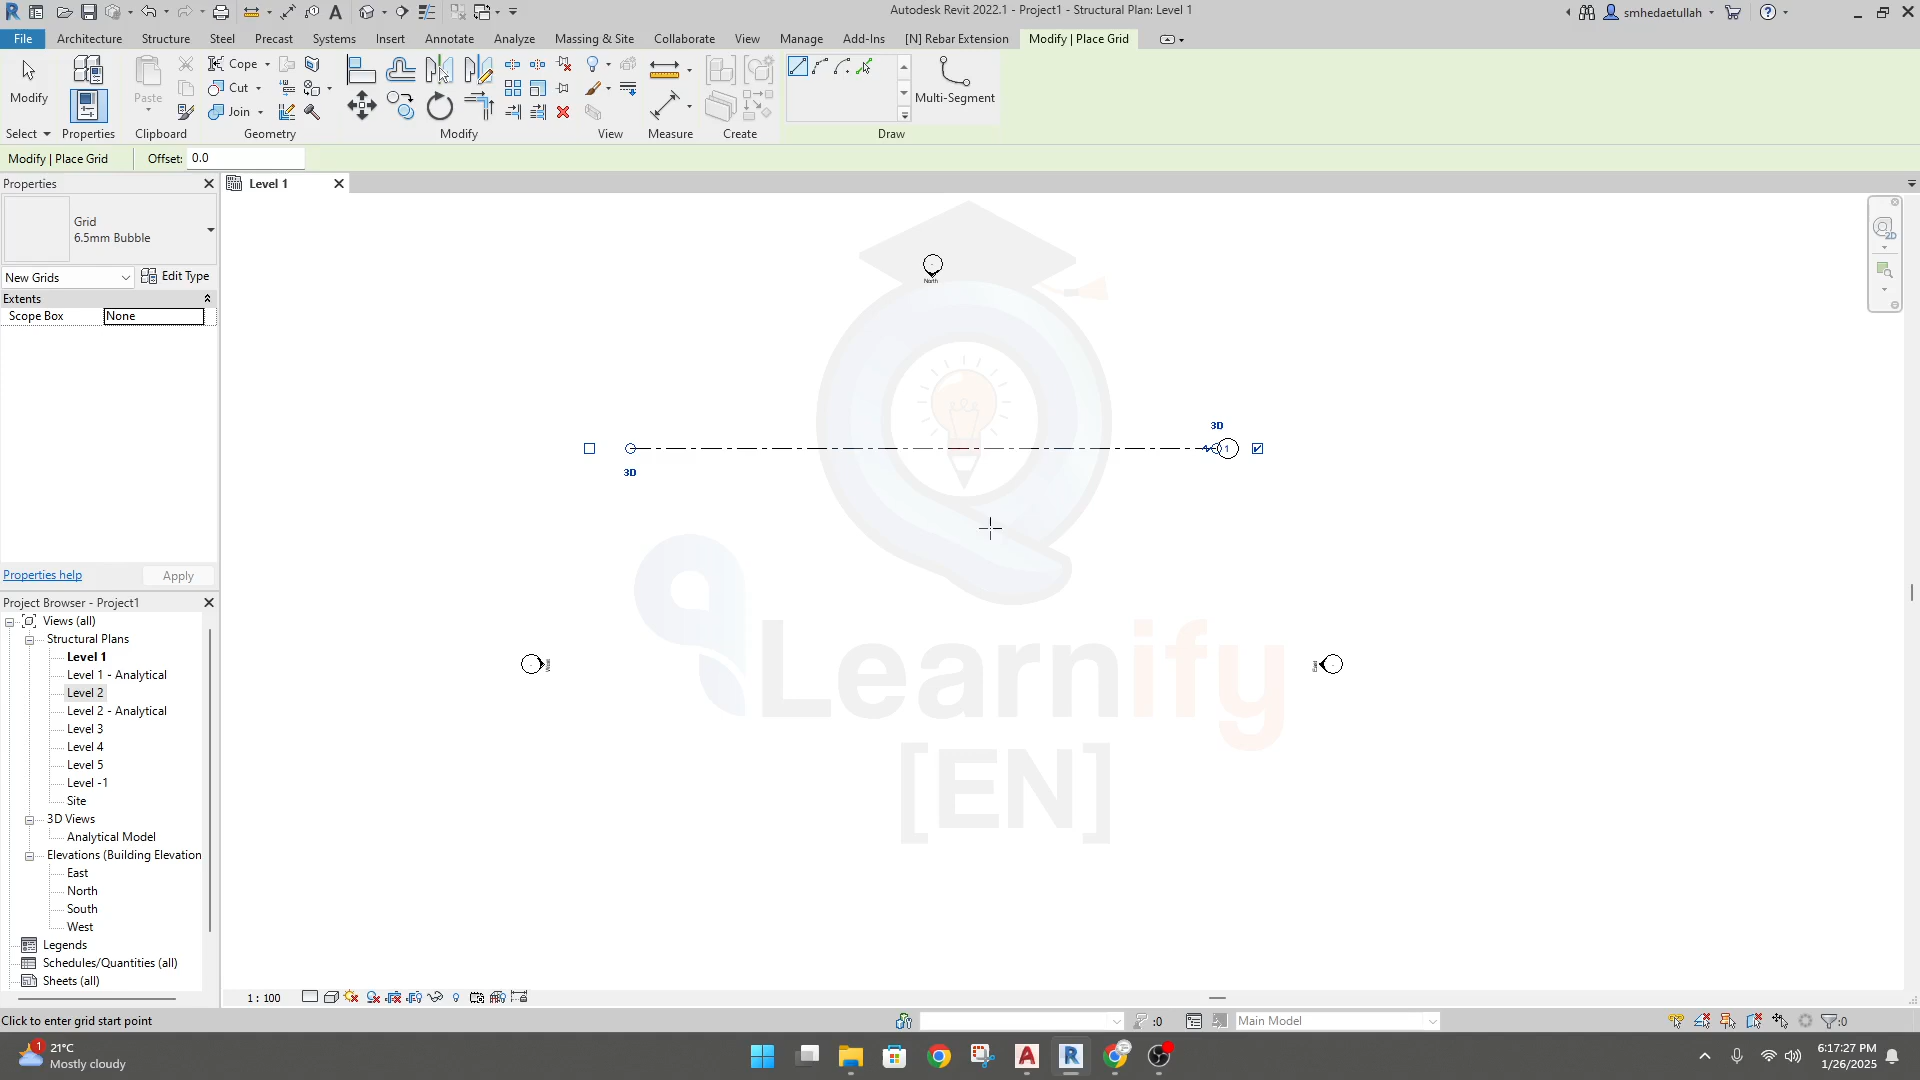 Autodesk Revit 2022.1 - Project1 - Structural Plan: Level 1
smhedaetullah
File Architecture Structure Steel Precast Systems Insert Annotate Analyze Massing & Site Collaborate View Manage Add-Ins [N] Rebar Extension Modify | Place Grid
Modify
Paste
Cope
Cut
Join
Multi-Segment
Select Properties Clipboard Geometry Modify View Measure Create Draw
Modify | Place Grid Offset: 0.0
Properties
Level 1
Grid
6.5mm Bubble
New Grids Edit Type
Extents
Scope Box None
Properties help Apply
North
3D
1
3D
West
East
Learnify
[EN]
Project Browser - Project1
Views (all)
Structural Plans
Level 1
Level 1 - Analytical
Level 2
Level 2 - Analytical
Level 3
Level 4
Level 5
Level -1
Site
3D Views
Analytical Model
Elevations (Building Elevation
East
North
South
West
Legends
Schedules/Quantities (all)
Sheets (all)
1 : 100
Click to enter grid start point
:0
Main Model
:0
1
21°C
Mostly cloudy
6:17:27 PM
1/26/2025